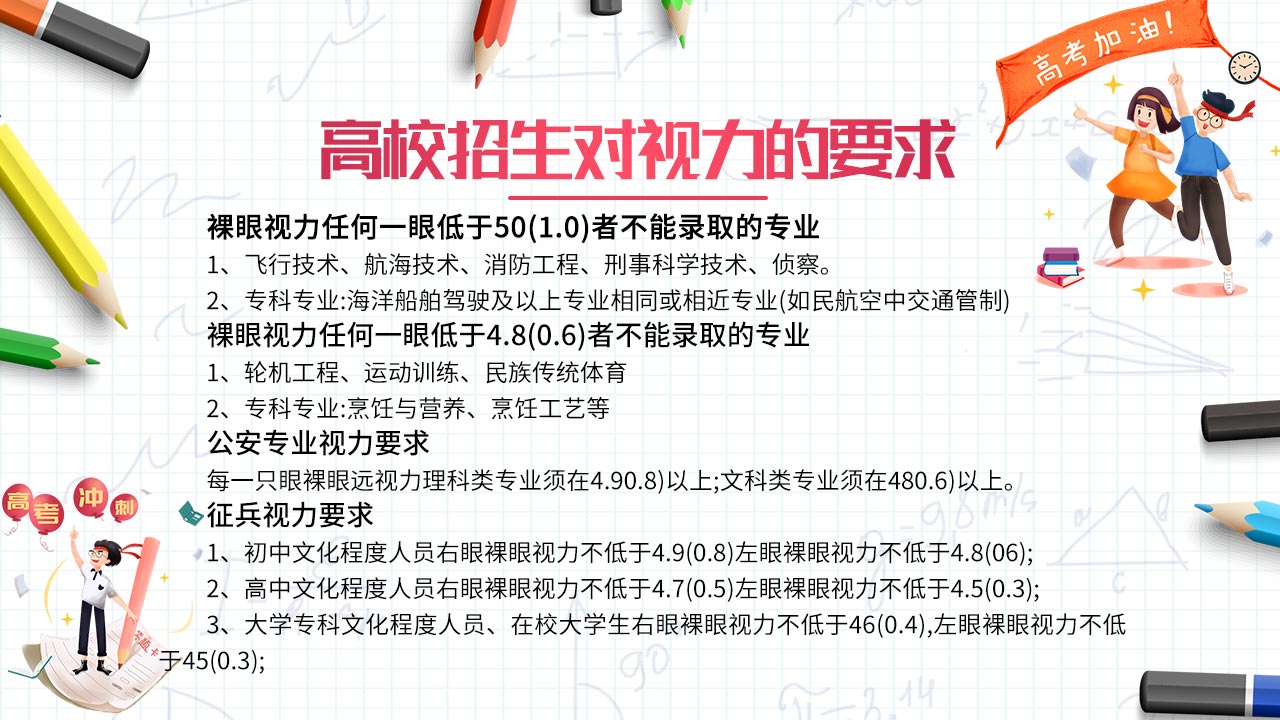 高考加油!
高校招生对视力的要求
裸眼视力任何一眼低于50(1.0)者不能录取的专业
1、飞行技术、航海技术、消防工程、刑事科学技术、侦察。
2、专科专业:海洋船舶驾驶及以上专业相同或相近专业(如民航空中交通管制)
裸眼视力任何一眼低于4.8(0.6)者不能录取的专业
1、轮机工程、运动训练、民族传统体育
2、专科专业:烹饪与营养、烹饪工艺等
公安专业视力要求
每一只眼裸眼远视力理科类专业须在4.90.8)以上;文科类专业须在480.6)以上。
征兵视力要求
1、初中文化程度人员右眼裸眼视力不低于4.9(0.8)左眼裸眼视力不低于4.8(06);
2、高中文化程度人员右眼裸眼视力不低于4.7(0.5)左眼裸眼视力不低于4.5(0.3);
3、大学专科文化程度人员、在校大学生右眼裸眼视力不低于46(0.4),左眼裸眼视力不低
于45(0.3);
高考冲刺
答题卡
g=9.8m/s
90
π=3.14